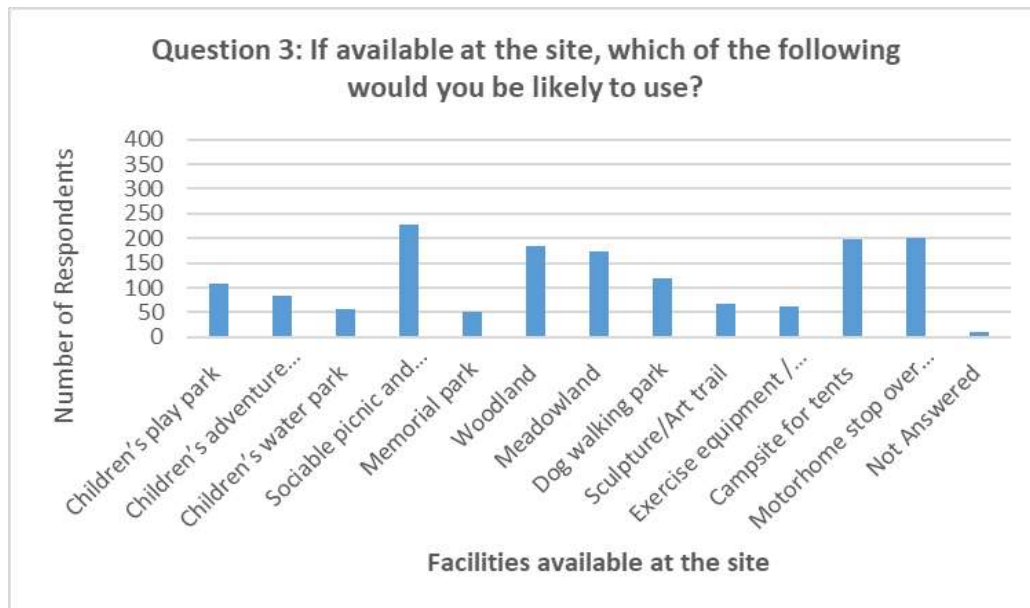 Question 3: If available at the site, which of the following
would you be likely to use?
Number of Respondents
400
350
300
250
200
150
100
50
0
Children's play park
Children's adventure...
Children's water park
Sociable picnic and...
Memorial park
Woodland
Meadowland
Dog walking park
Sculpture/Art trail
Exercise equipment /...
Campsite for tents
Motorhome stop over...
Not Answered
Facilities available at the site